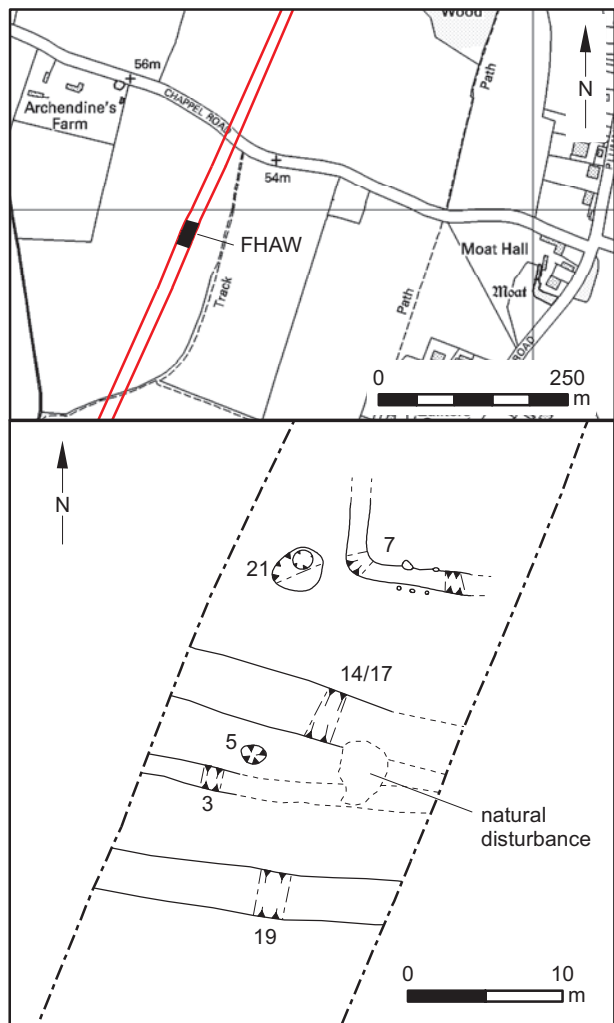 Wood
56m
Archendine's
Farm
CHAPPEL ROAD
Path
N
54m
FHAW
Moat Hall
Moat
Track
Path
ROAD
0 250
m
N
7
21
14/17
5
3
natural
disturbance
19
0 10
m